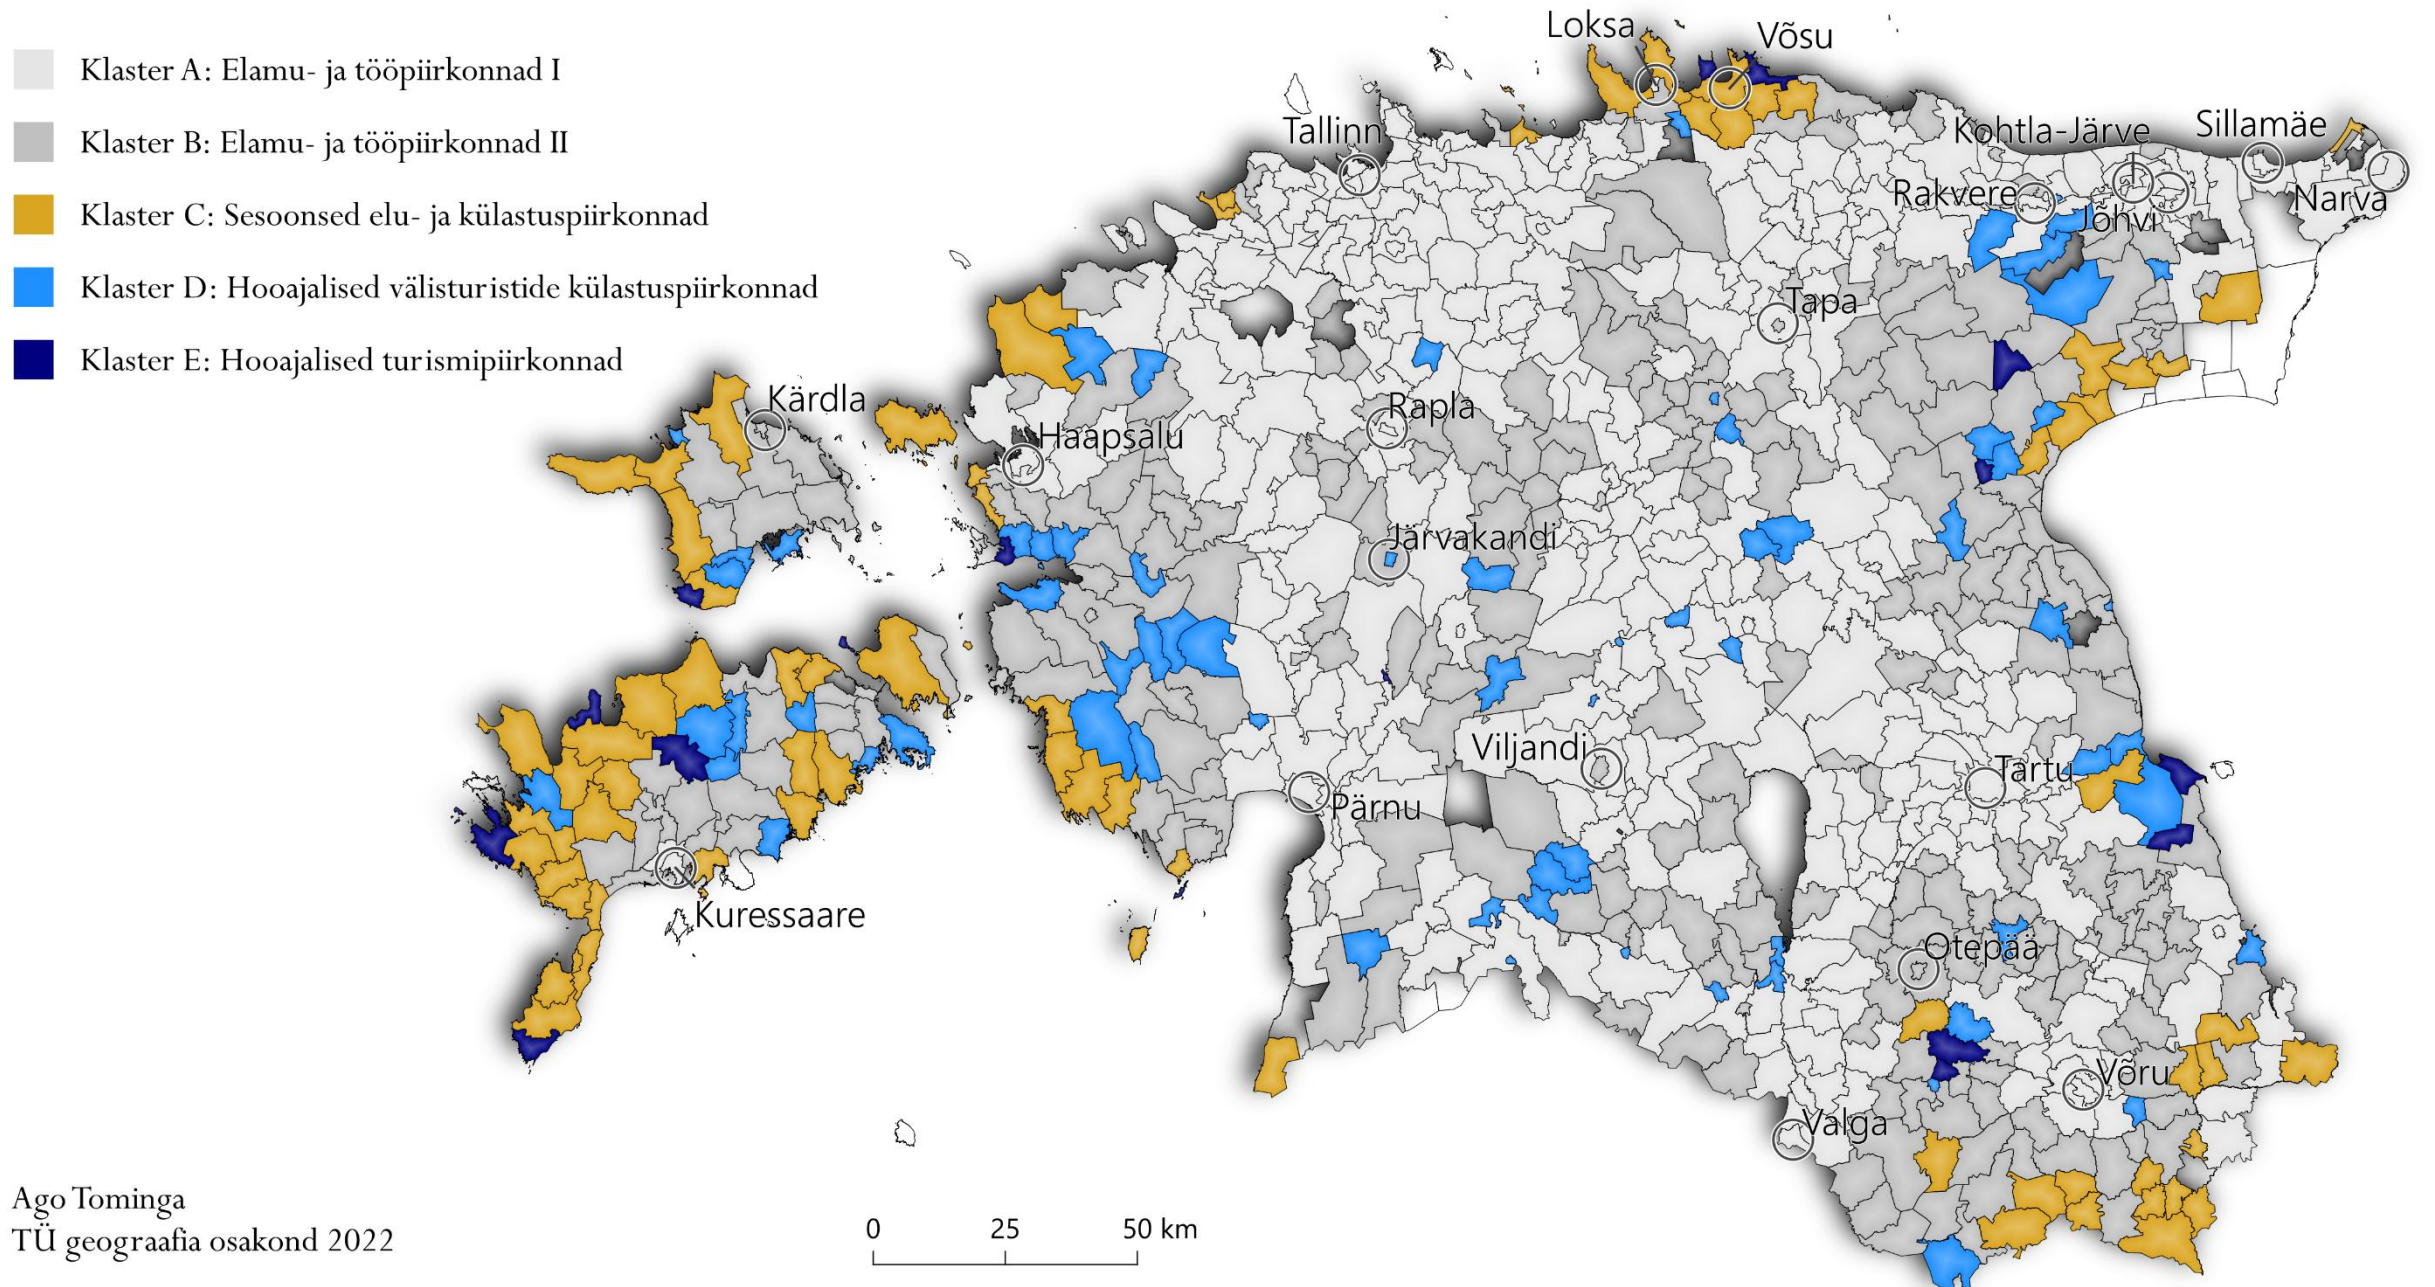 Klaster A: Elamu- ja tööpiirkonnad I
Klaster B: Elamu- ja tööpiirkonnad II
Klaster C: Sesoonsed elu- ja külastuspiirkonnad
Klaster D: Hooajalised välisturistide külastuspiirkonnad
Klaster E: Hooajalised turismipiirkonnad
Loksa
Võsu
Tallinn
Kohtla-Järve
Sillamäe
Rakvere
Jõhvi
Narva
Tapa
Kärdla
Haapsalu
Rapla
Järvakandi
Viljandi
Tartu
Pärnu
Kuressaare
Otepää
Võru
Valga
Ago Tominga
TÜ geograafia osakond 2022
0 25 50 km